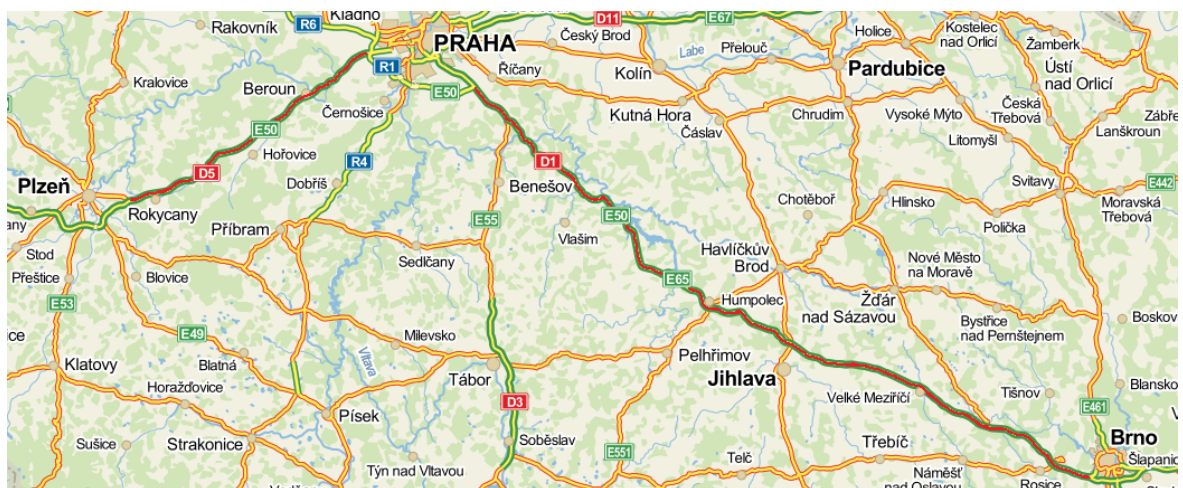 Kladno
R6
D11
E67
Rakovník
PRAHA
Český Brod
Labe
Přelouč
Holice
Kostelec
nad Orlicí
Žamberk
Kralovice
R1
Říčany
Kolín
Pardubice
Ústí
nad Orlicí
Beroun
E50
Černošice
Kutná Hora
Chrudim
Vysoké Mýto
Česká
Třebová
Zábře
Lanškroun
E50
Hořovice
R4
Čáslav
Litomyšl
D5
D1
Plzeň
Dobříš
Benešov
Svitavy
E442
Rokycany
Chotěboř
Hlinsko
Moravská
Třebová
any
Příbram
E55
E50
Vlašim
Polička
Stod
Sedlčany
Havlíčkův
Brod
Nové Město
na Moravě
Přeštice
Blovice
E65
E53
Humpolec
Žďár
nad Sázavou
Bystřice
nad Pernštejnem
Boskov
ce
E49
Milevsko
Vltava
Klatovy
Blatná
Pelhřimov
Tábor
Jihlava
Horažďovice
Velké Meziříčí
Tišnov
Blansko
D3
E461
Písek
V
Sušice
Strakonice
Soběslav
Třebíč
Brno
E551
Telč
Šlapanic
Týn nad Vltavou
Náměšť
nad Oslavou
Rosice